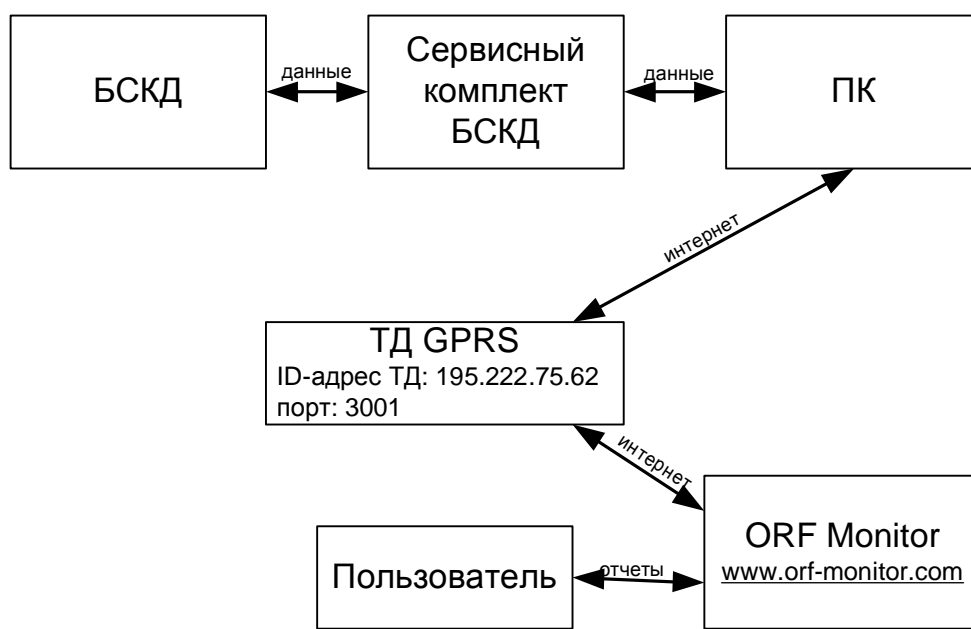 БСКД
данные
Сервисный
комплект
БСКД
данные
ПК
интернет
ТД GPRS
ID-адрес ТД: 195.222.75.62
порт: 3001
интернет
ORF Monitor
www.orf-monitor.com
отчеты
Пользователь